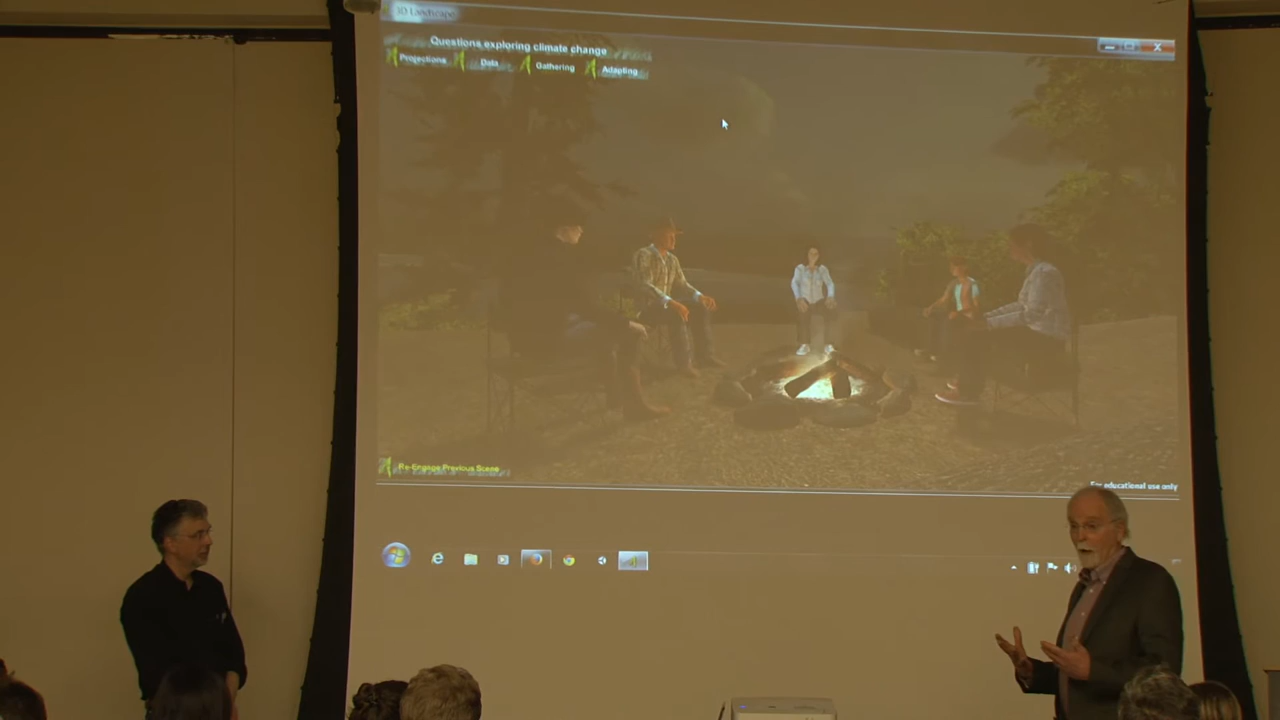 3D Landscape
Questions exploring climate change
Projections Data Gathering Adapting
Re-Engage Previous Scene
For educational use only